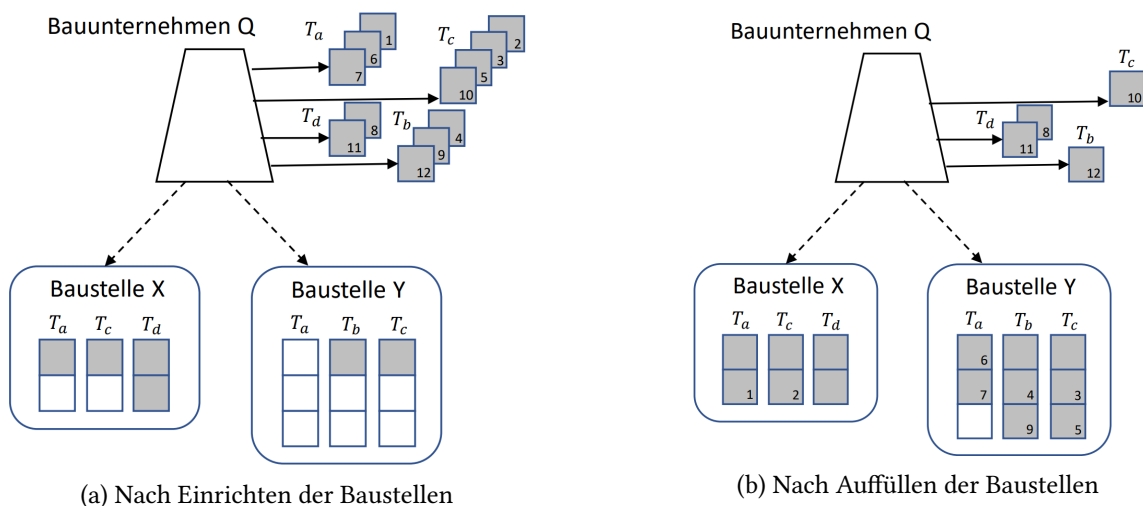 Bauunternehmen Q
T_a
1
6
7
T_c
2
3
5
10
T_d
8
11
T_b
4
9
12
Baustelle X
T_a T_c T_d
Baustelle Y
T_a T_b T_c
(a) Nach Einrichten der Baustellen
Bauunternehmen Q
T_c
10
T_d
8
11
T_b
12
Baustelle X
T_a T_c T_d
1 2
Baustelle Y
T_a T_b T_c
6
7 4 3
9 5
(b) Nach Auffüllen der Baustellen